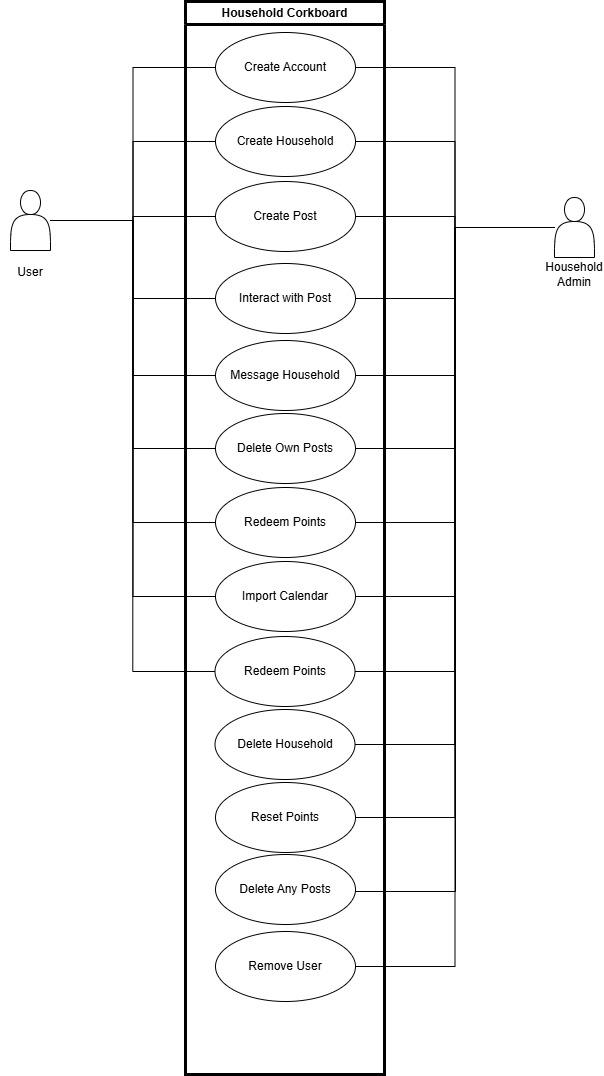 Household Corkboard
Create Account
Create Household
Create Post
User
Household
Admin
Interact with Post
Message Household
Delete Own Posts
Redeem Points
Import Calendar
Redeem Points
Delete Household
Reset Points
Delete Any Posts
Remove User